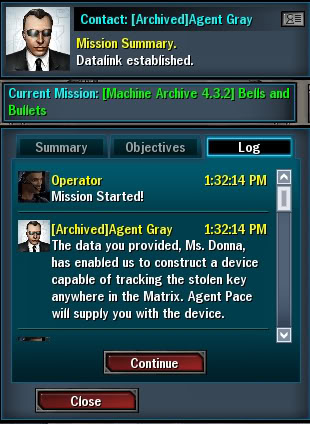 Contact: [Archived]Agent Gray
Mission Summary.
Datalink established.
Current Mission: [Machine Archive 4.3.2] Bells and
Bullets
Summary
Objectives
Log
Operator 1:32:14 PM
Mission Started!
[Archived]Agent Gray 1:32:14 PM
The data you provided, Ms. Donna,
has enabled us to construct a device
capable of tracking the stolen key
anywhere in the Matrix. Agent Pace
will supply you with the device.
Continue
Close